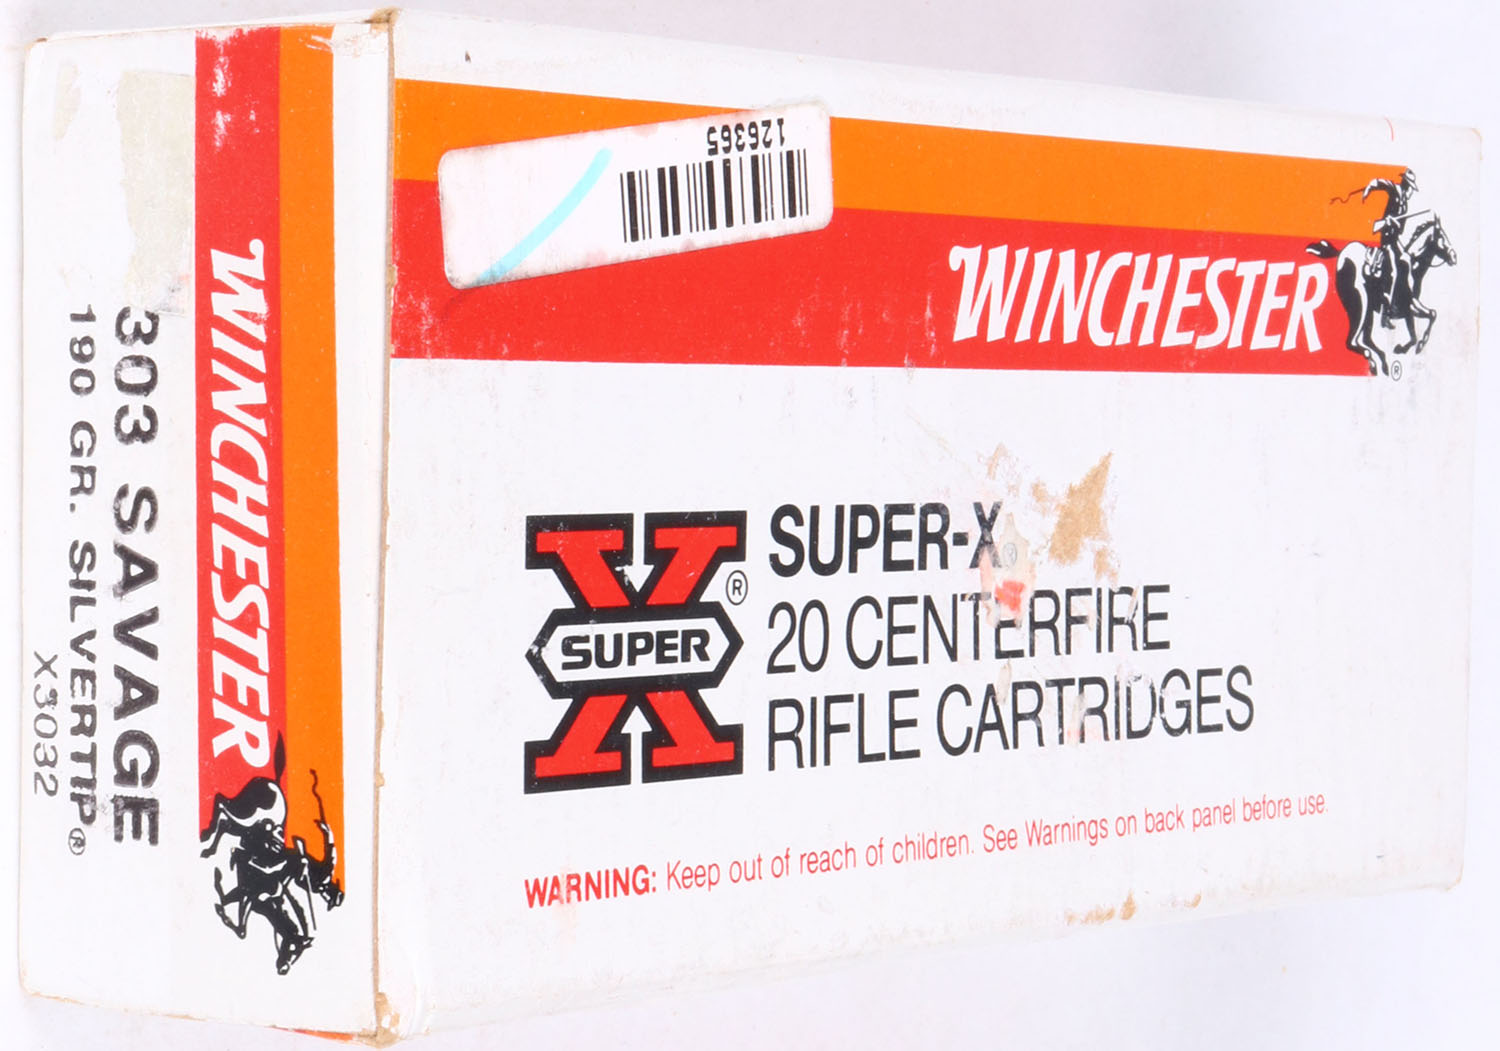 126365
WINCHESTER
®
SUPER
®
SUPER-X
20 CENTERFIRE
RIFLE CARTRIDGES
WARNING: Keep out of reach of children. See Warnings on back panel before use.
WINCHESTER
303 SAVAGE
190 GR. SILVERTIP®
X3032